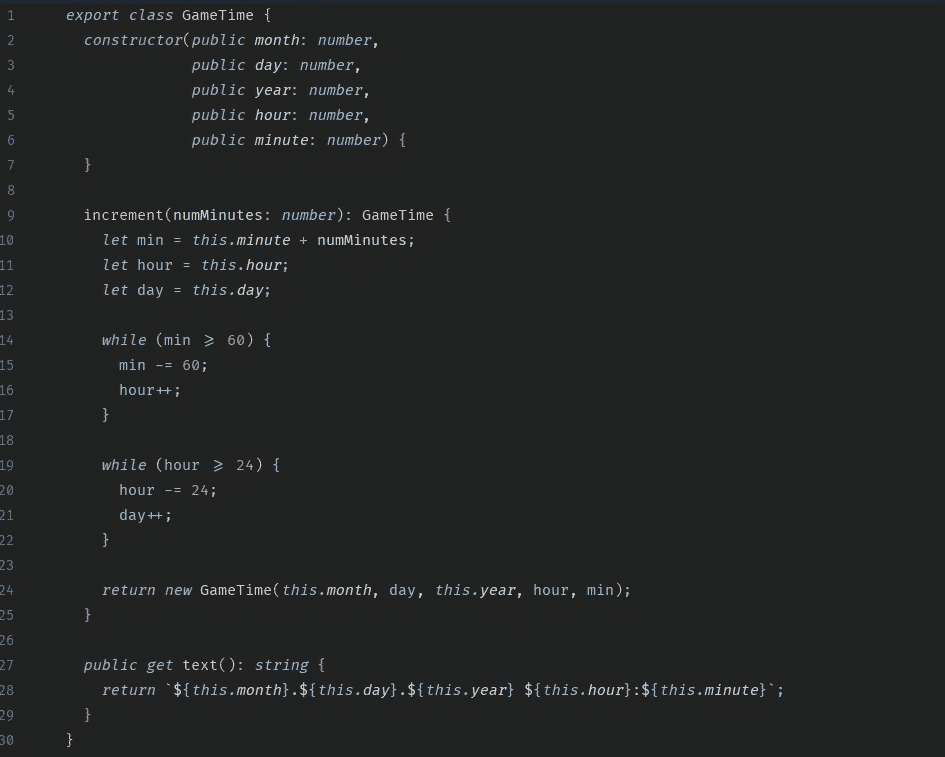 1 export class GameTime {
2 constructor(public month: number,
3 public day: number,
4 public year: number,
5 public hour: number,
6 public minute: number) {
7 }
8
9 increment(numMinutes: number): GameTime {
10 let min = this.minute + numMinutes;
11 let hour = this.hour;
12 let day = this.day;
13
14 while (min >= 60) {
15 min -= 60;
16 hour++;
17 }
18
19 while (hour >= 24) {
20 hour -= 24;
21 day++;
22 }
23
24 return new GameTime(this.month, day, this.year, hour, min);
25 }
26
27 public get text(): string {
28 return `${this.month}.${this.day}.${this.year} ${this.hour}:${this.minute}`;
29 }
30 }